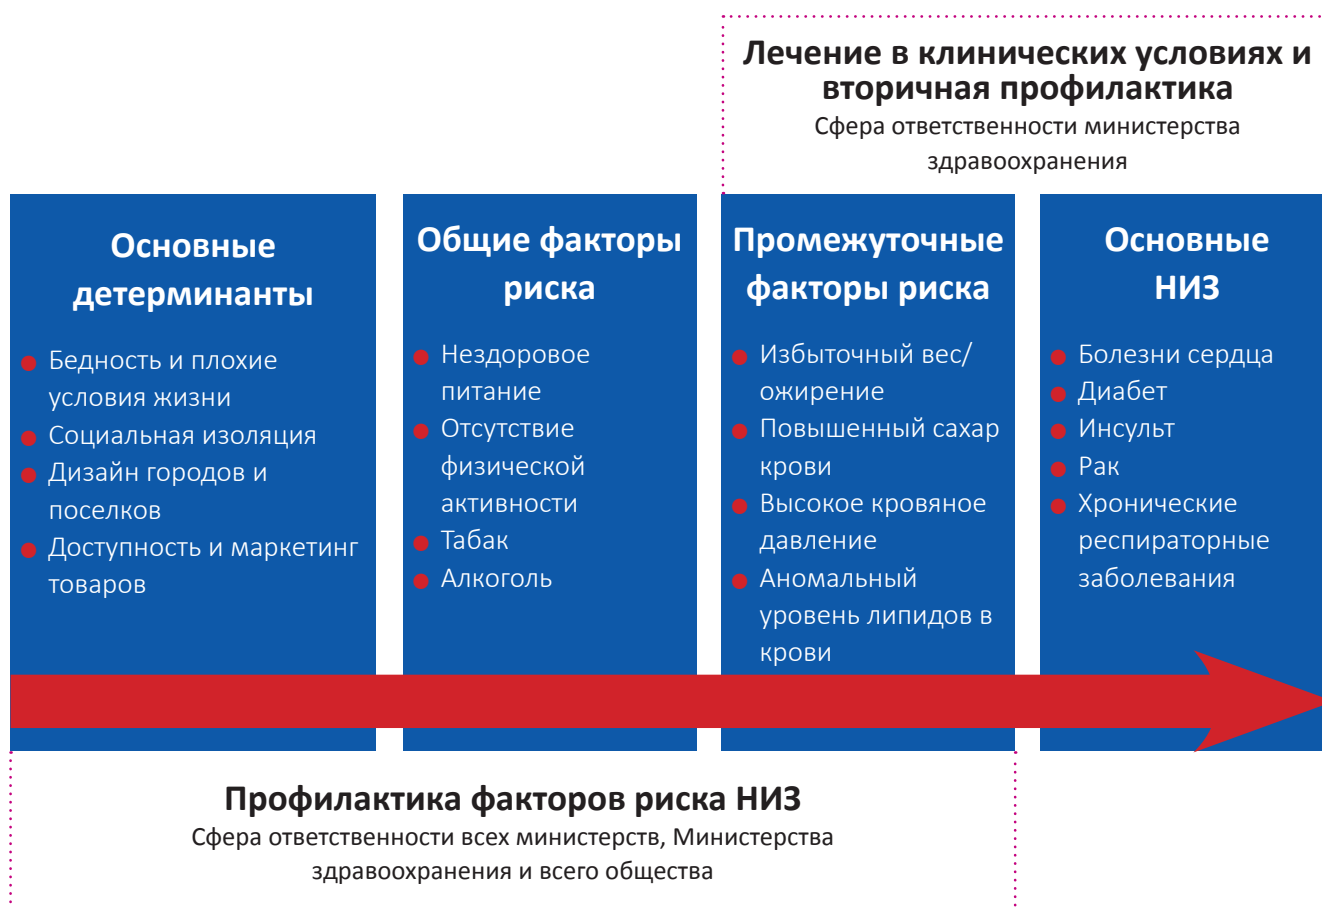 Лечение в клинических условиях и
вторичная профилактика
Сфера ответственности министерства
здравоохранения
Основные
детерминанты
Бедность и плохие
условия жизни
Социальная изоляция
Дизайн городов и
поселков
Доступность и маркетинг
товаров
Общие факторы
риска
Нездоровое
питание
Отсутствие
физической
активности
Табак
Алкоголь
Промежуточные
факторы риска
Избыточный вес/
ожирение
Повышенный сахар
крови
Высокое кровяное
давление
Аномальный
уровень липидов в
крови
Основные
НИЗ
Болезни сердца
Диабет
Инсульт
Рак
Хронические
респираторные
заболевания
Профилактика факторов риска НИЗ
Сфера ответственности всех министерств, Министерства
здравоохранения и всего общества